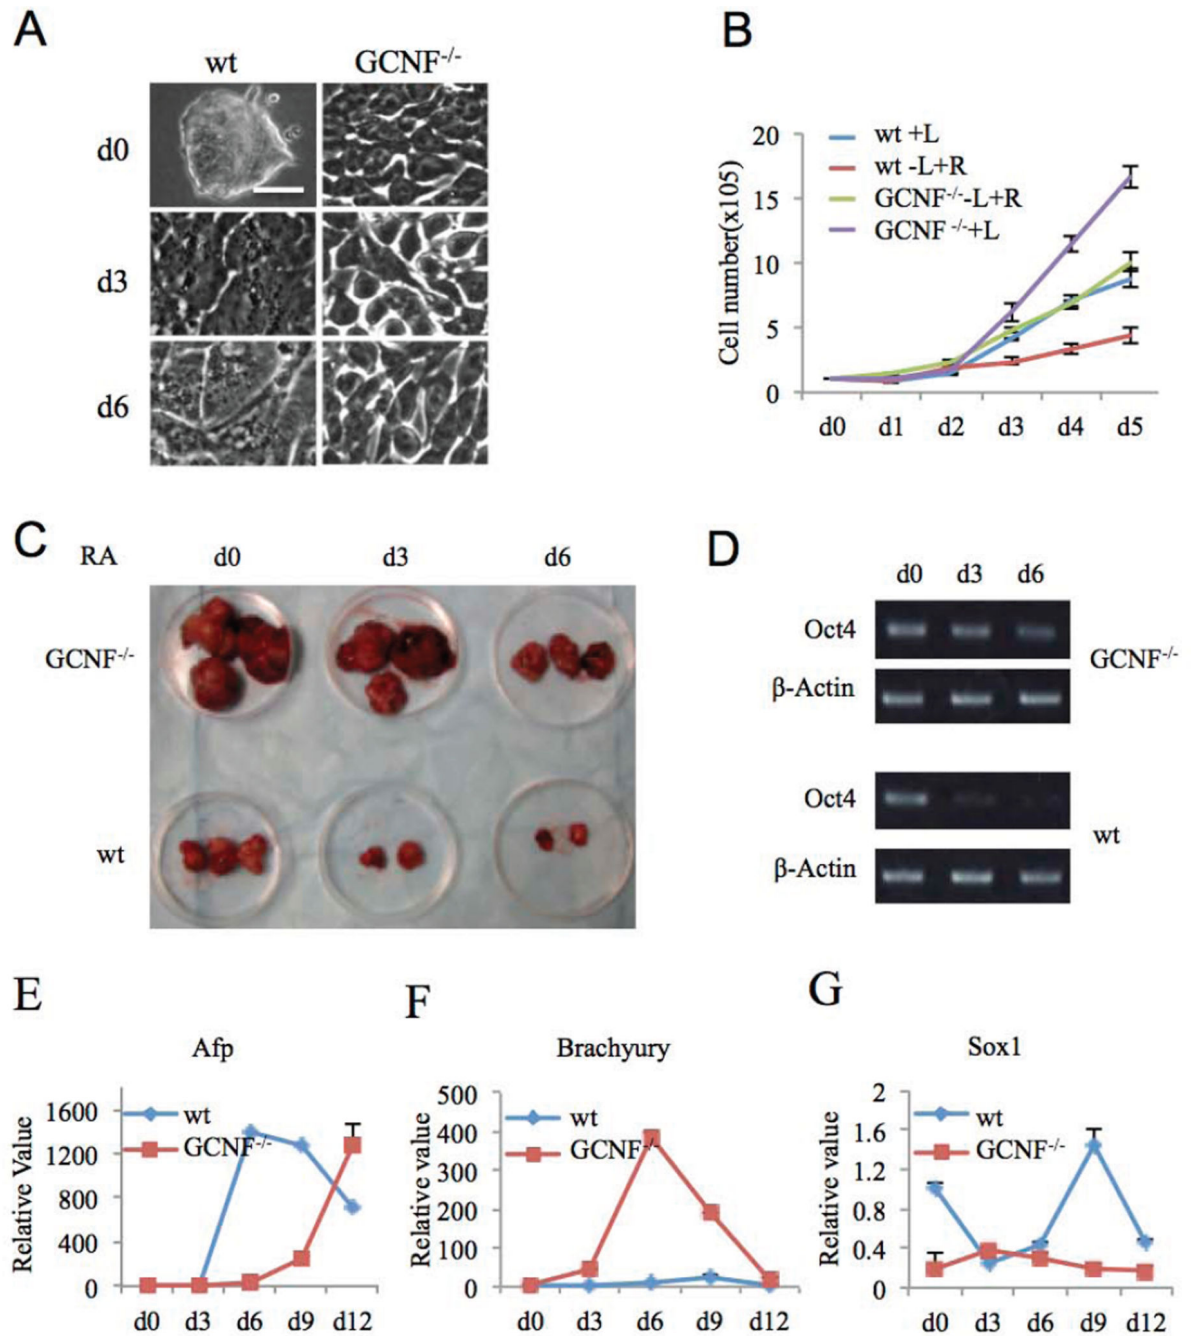 A
wt GCNF-/-
d0
d3
d6
B
20
15
10
5
0
Cell number(x105)
wt +L
wt -L+R
GCNF-/--L+R
GCNF -/-+L
d0 d1 d2 d3 d4 d5
C
RA d0 d3 d6
GCNF-/-
wt
D
d0 d3 d6
Oct4
β-Actin
GCNF-/-
Oct4
β-Actin
wt
E
Afp
1600
1200
800
400
0
Relative Value
wt
GCNF-/-
d0 d3 d6 d9 d12
F
Brachyury
500
400
300
200
100
0
Relative value
wt
GCNF-/-
d0 d3 d6 d9 d12
G
Sox1
2
1.6
1.2
0.8
0.4
0
Relative value
wt
GCNF-/-
d0 d3 d6 d9 d12